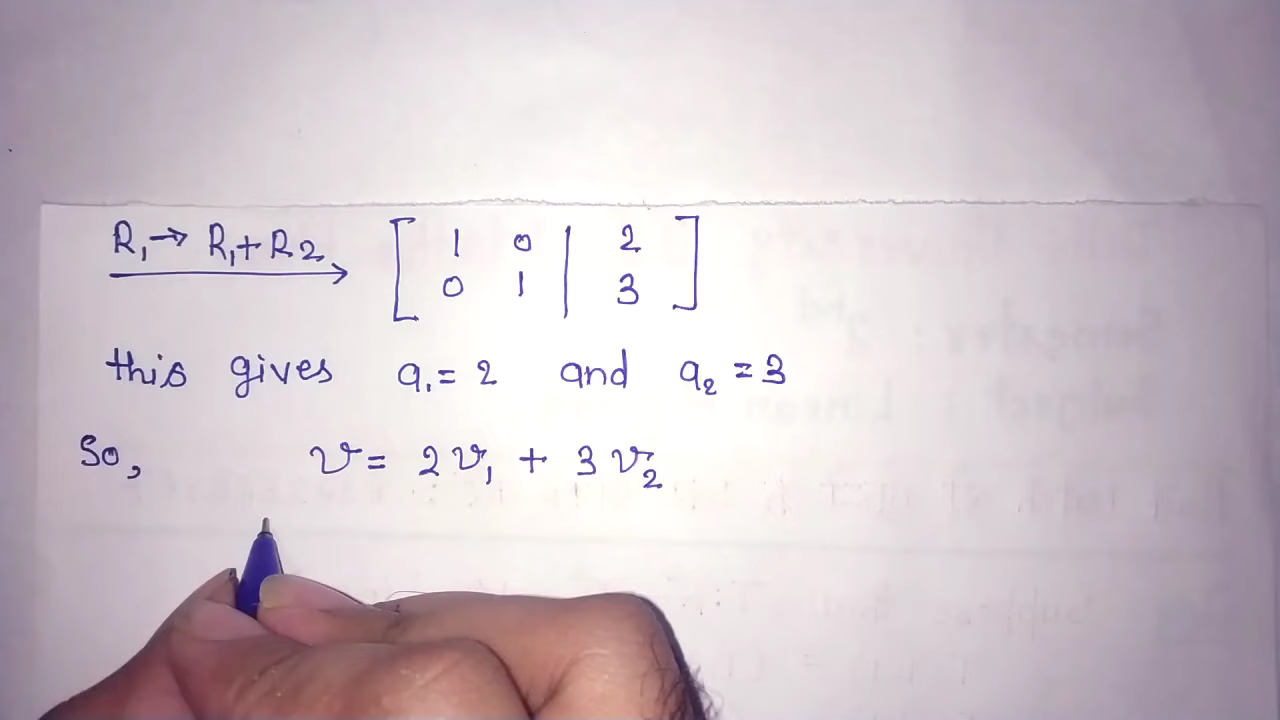 R₁→ R₁+R2 [ 1 0 | 2
0 1 | 3 ]
this gives a₁= 2 and a₂ = 3
So, v= 2v₁ + 3v₂